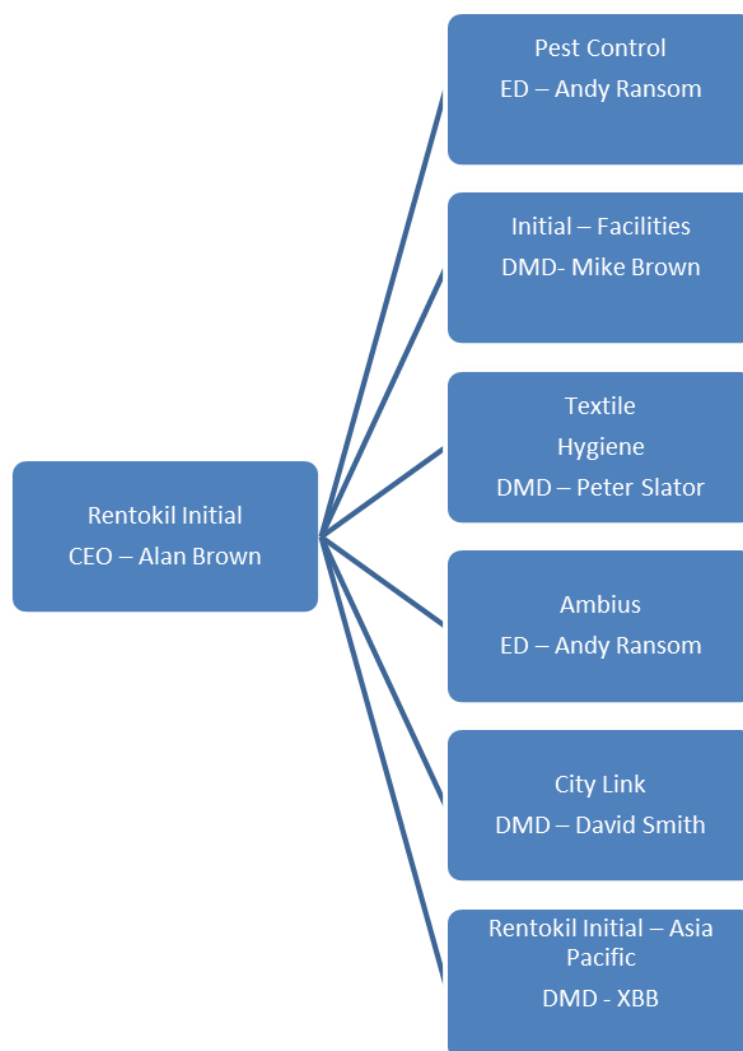 Pest Control
ED – Andy Ransom
Initial – Facilities
DMD- Mike Brown
Textile
Hygiene
DMD – Peter Slator
Rentokil Initial
CEO – Alan Brown
Ambius
ED – Andy Ransom
City Link
DMD – David Smith
Rentokil Initial – Asia
Pacific
DMD - XBB